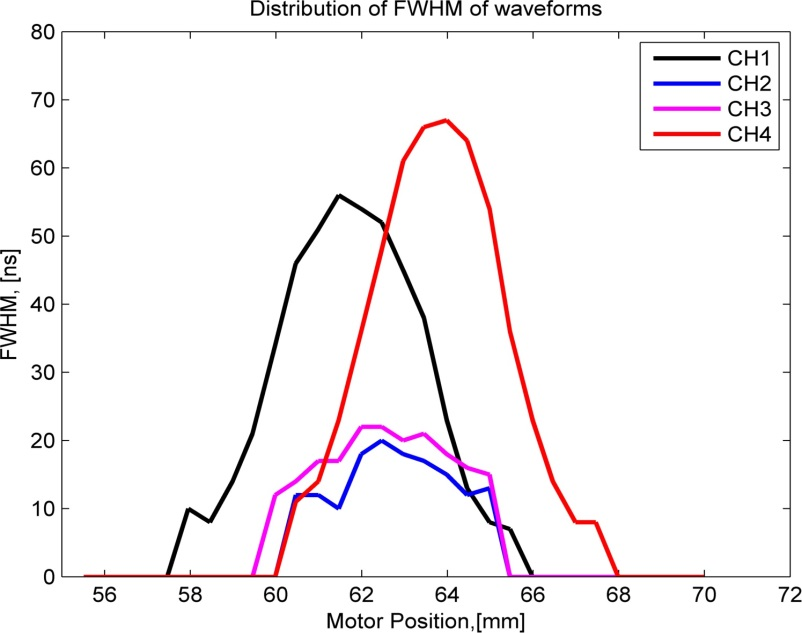 Distribution of FWHM of waveforms
80
70
60
50
40
30
20
10
0
FWHM, [ns]
CH1
CH2
CH3
CH4
56 58 60 62 64 66 68 70 72
Motor Position,[mm]